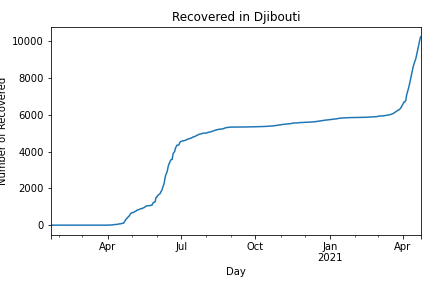 Recovered in Djibouti
Number of Recovered
10000
8000
6000
4000
2000
0
Apr
Jul
Oct
Jan
2021
Apr
Day